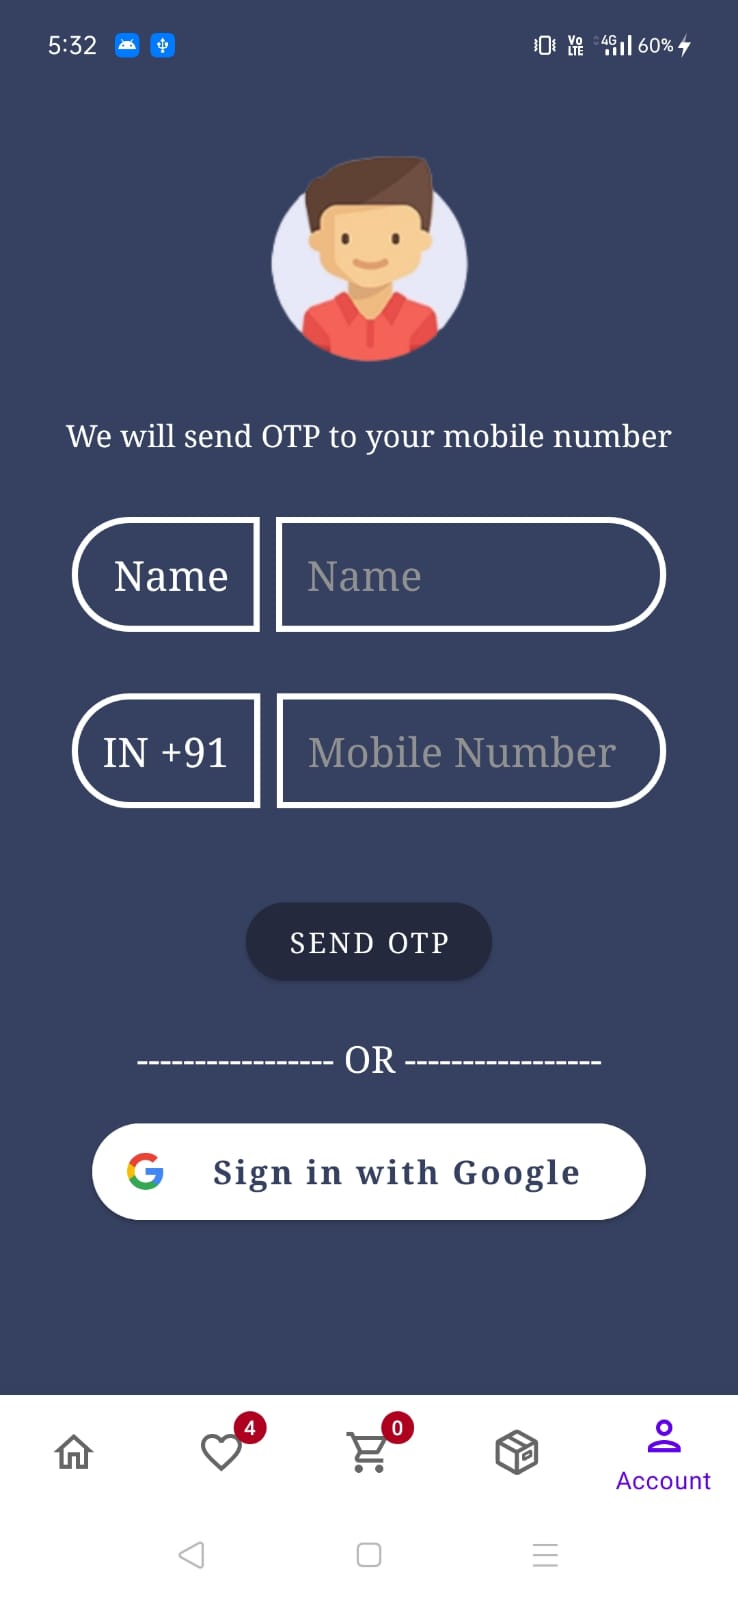 5:32 Vo LTE 4G 60%
We will send OTP to your mobile number
Name Name
IN +91 Mobile Number
SEND OTP
----------------- OR -----------------
Sign in with Google
4 0
Account